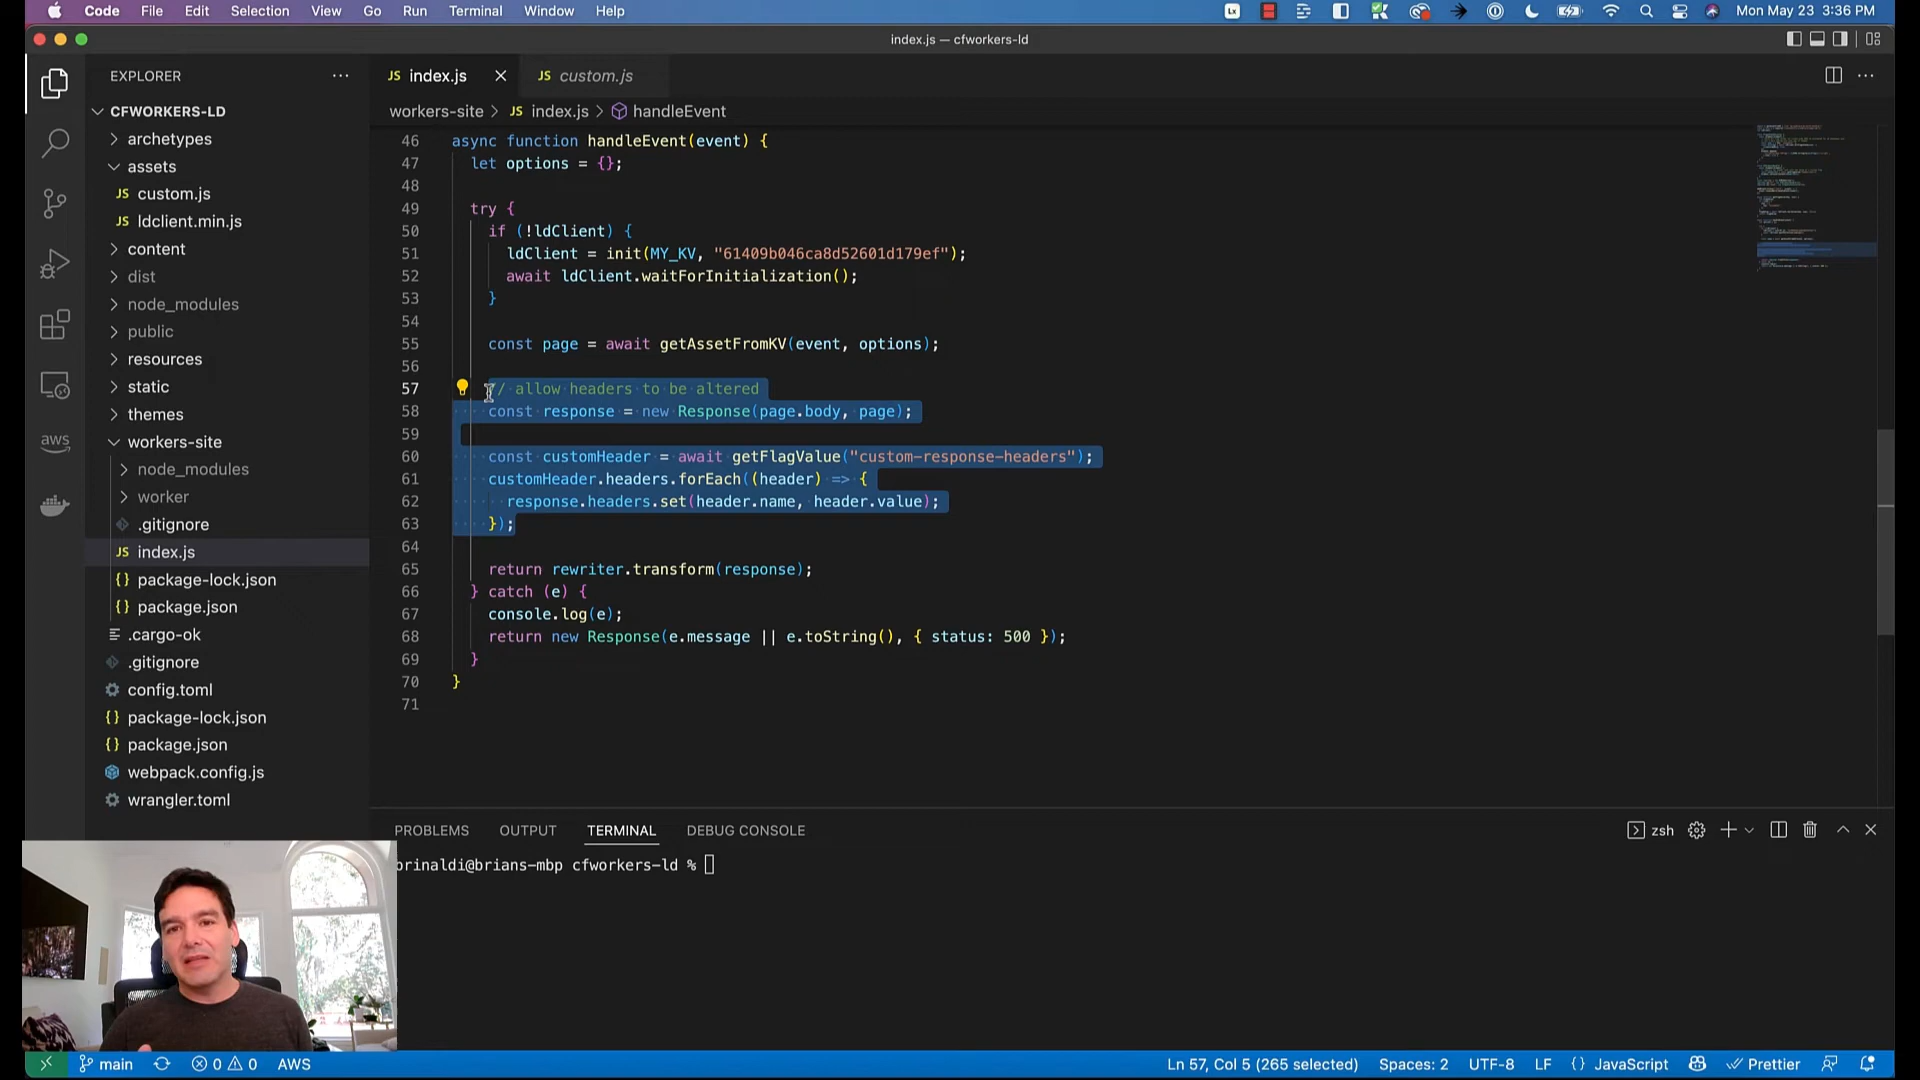 Code File Edit Selection View Go Run Terminal Window Help Lx Mon May 23 3:36 PM
index.js — cfworkers-ld
EXPLORER ···
JS index.js
JS custom.js
CFWORKERS-LD
workers-site > JS index.js > handleEvent
archetypes
assets
JS custom.js
JS ldclient.min.js
content
dist
node_modules
public
resources
static
themes
workers-site
node_modules
worker
.gitignore
JS index.js
{} package-lock.json
{} package.json
.cargo-ok
.gitignore
config.toml
{} package-lock.json
{} package.json
webpack.config.js
wrangler.toml
46 async function handleEvent(event) {
47 let options = {};
48
49 try {
50 if (!ldClient) {
51 ldClient = init(MY_KV, "61409b046ca8d52601d179ef");
52 await ldClient.waitForInitialization();
53 }
54
55 const page = await getAssetFromKV(event, options);
56
57 // allow headers to be altered
58 const response = new Response(page.body, page);
59
60 const customHeader = await getFlagValue("custom-response-headers");
61 customHeader.headers.forEach((header) => {
62 response.headers.set(header.name, header.value);
63 });
64
65 return rewriter.transform(response);
66 } catch (e) {
67 console.log(e);
68 return new Response(e.message || e.toString(), { status: 500 });
69 }
70 }
71
aws
PROBLEMS OUTPUT TERMINAL DEBUG CONSOLE zsh
brinaldi@brians-mbp cfworkers-ld %
main 0 0 AWS Ln 57, Col 5 (265 selected) Spaces: 2 UTF-8 LF {} JavaScript Prettier